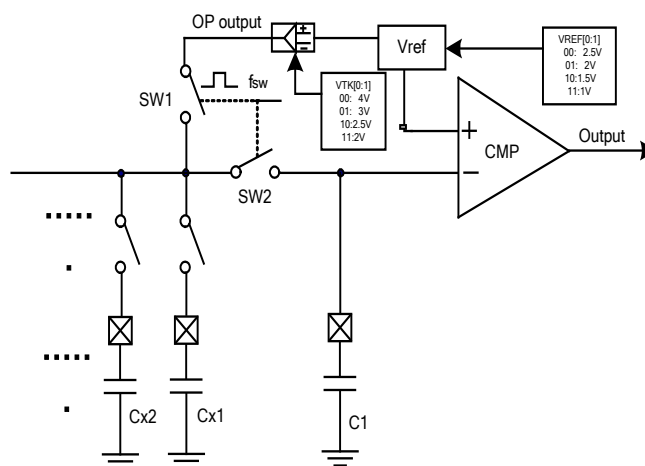 OP output
Vref
VREF[0:1]
00: 2.5V
01: 2V
10:1.5V
11:1V
fsw
SW1
VTK[0:1]
00: 4V
01: 3V
10:2.5V
11:2V
+
CMP
Output
−
SW2
Cx2
Cx1
C1